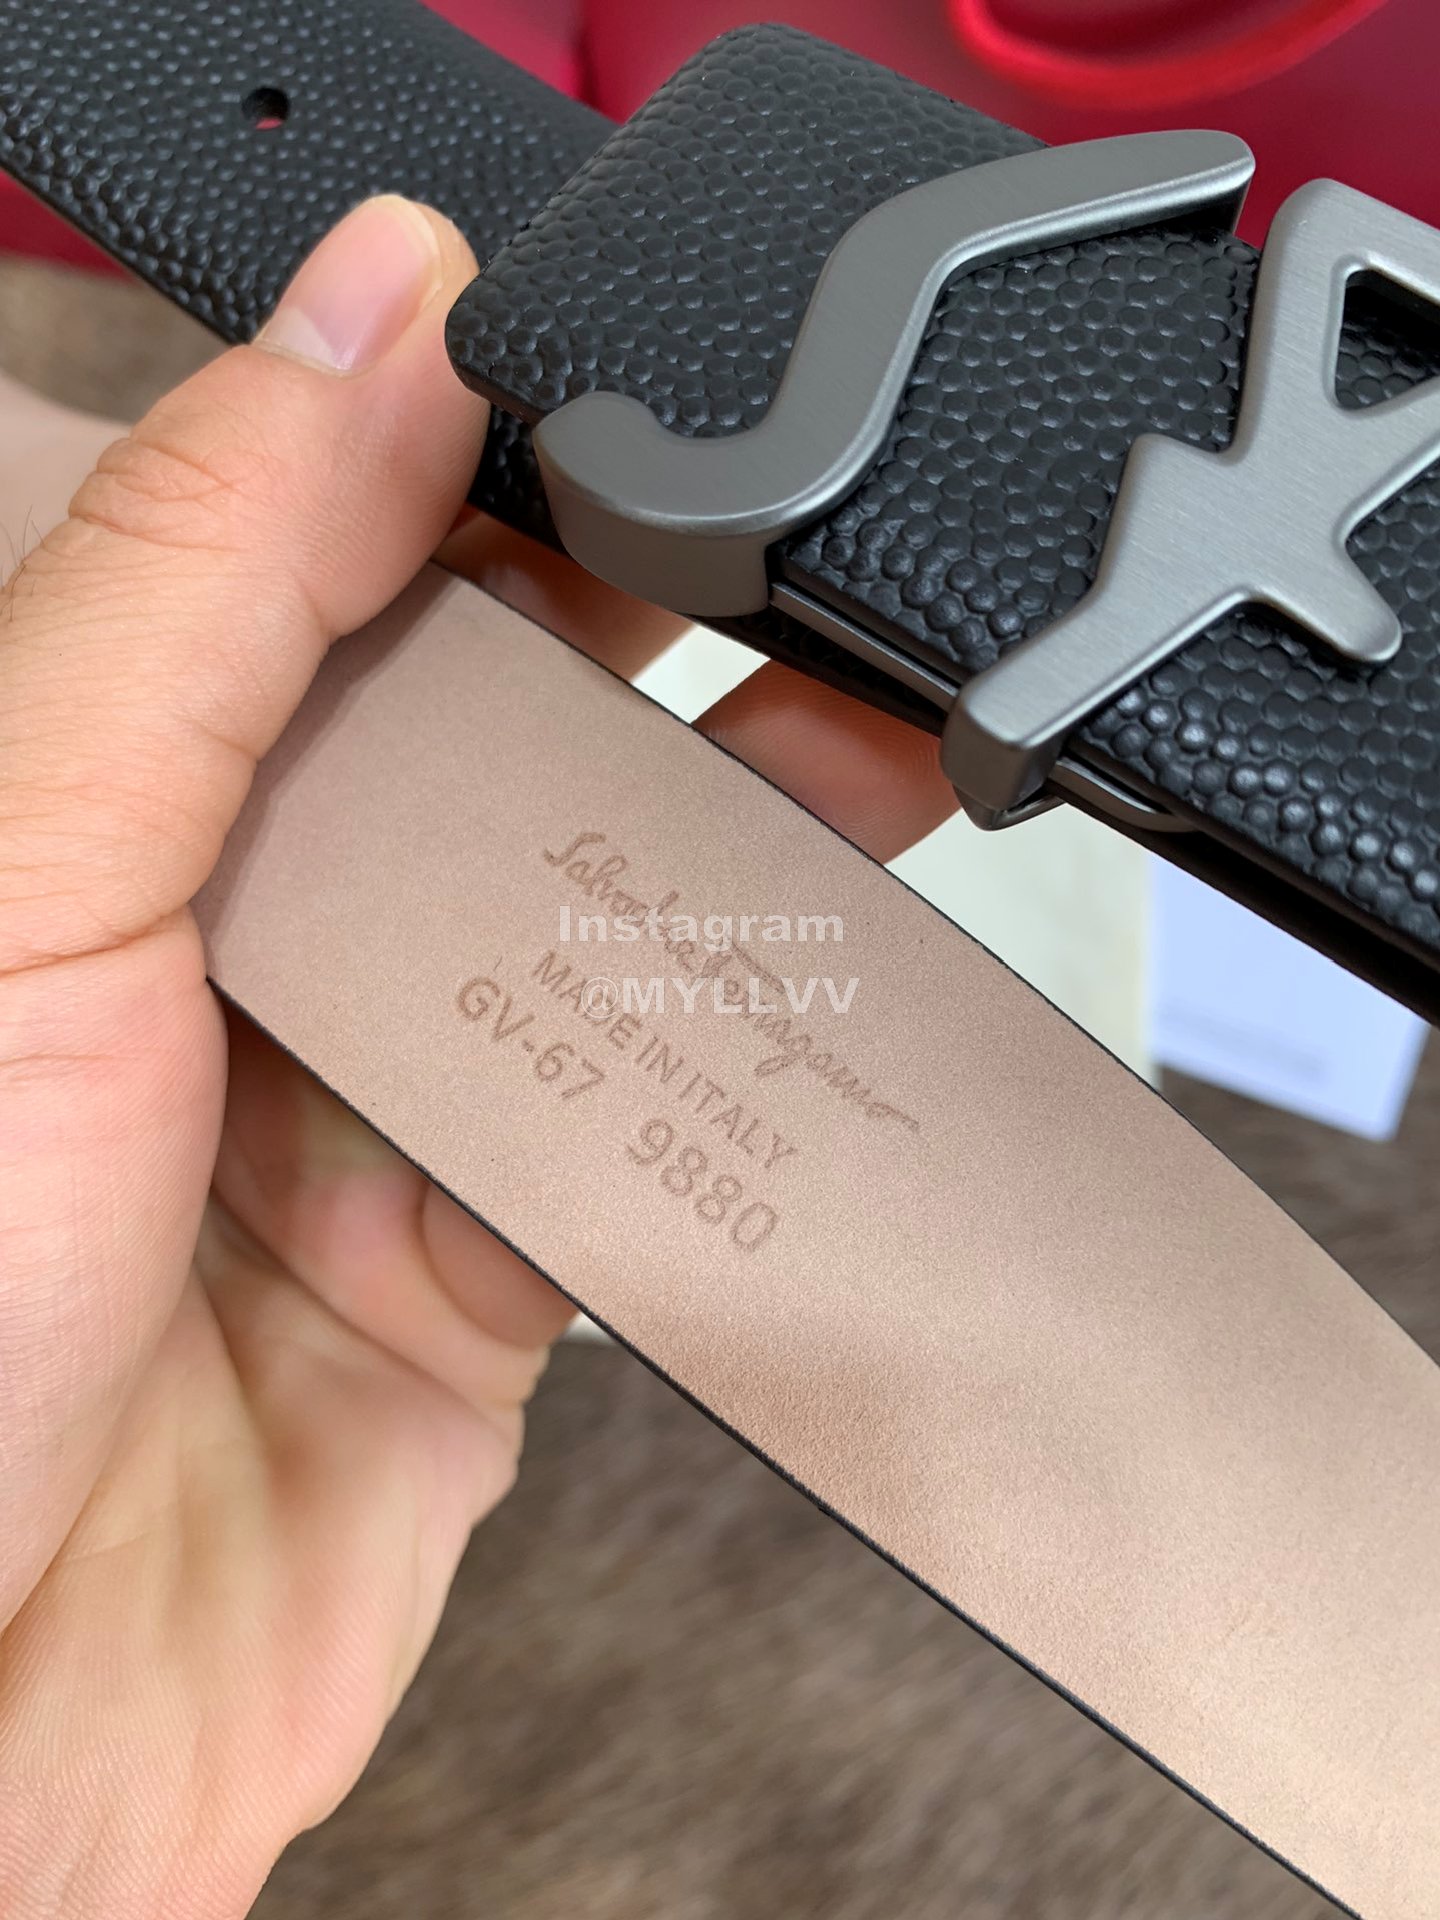 Salvatore Ferragamo
MADE IN ITALY
GV-67 9880
Instagram
@MYLLVV